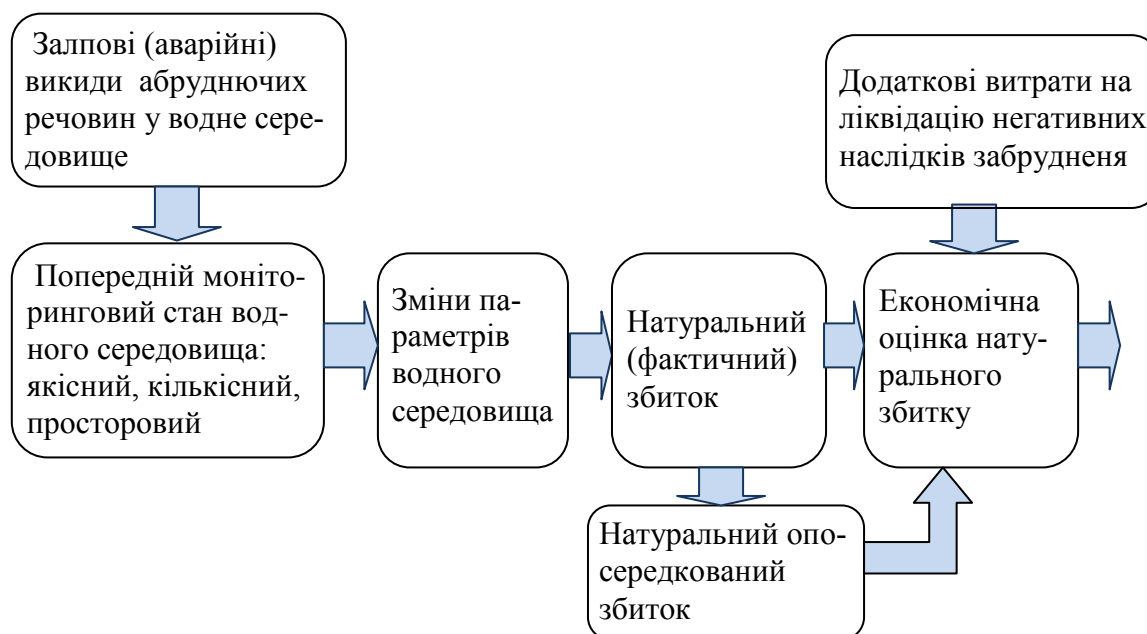 Залпові (аварійні)
викиди абруднюючих
речовин у водне сере-
довище
Додаткові витрати на
ліквідацію негативних
наслідків забрудненя
Попередній моніто-
ринговий стан вод-
ного середовища:
якісний, кількісний,
просторовий
Зміни па-
раметрів
водного
середовища
Натуральний
(фактичний)
збиток
Економічна
оцінка нату-
рального
збитку
Натуральний опо-
середкований
збиток